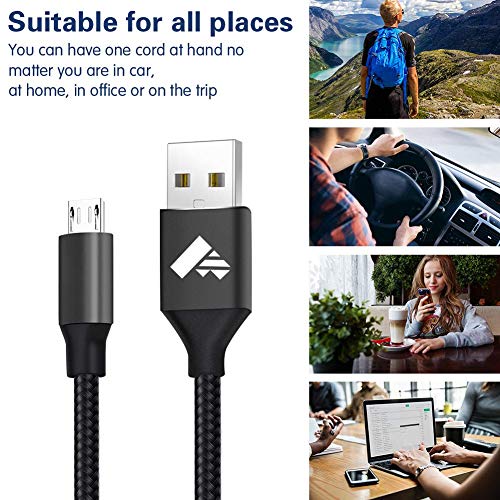 Suitable for all places
You can have one cord at hand no
matter you are in car,
at home, in office or on the trip